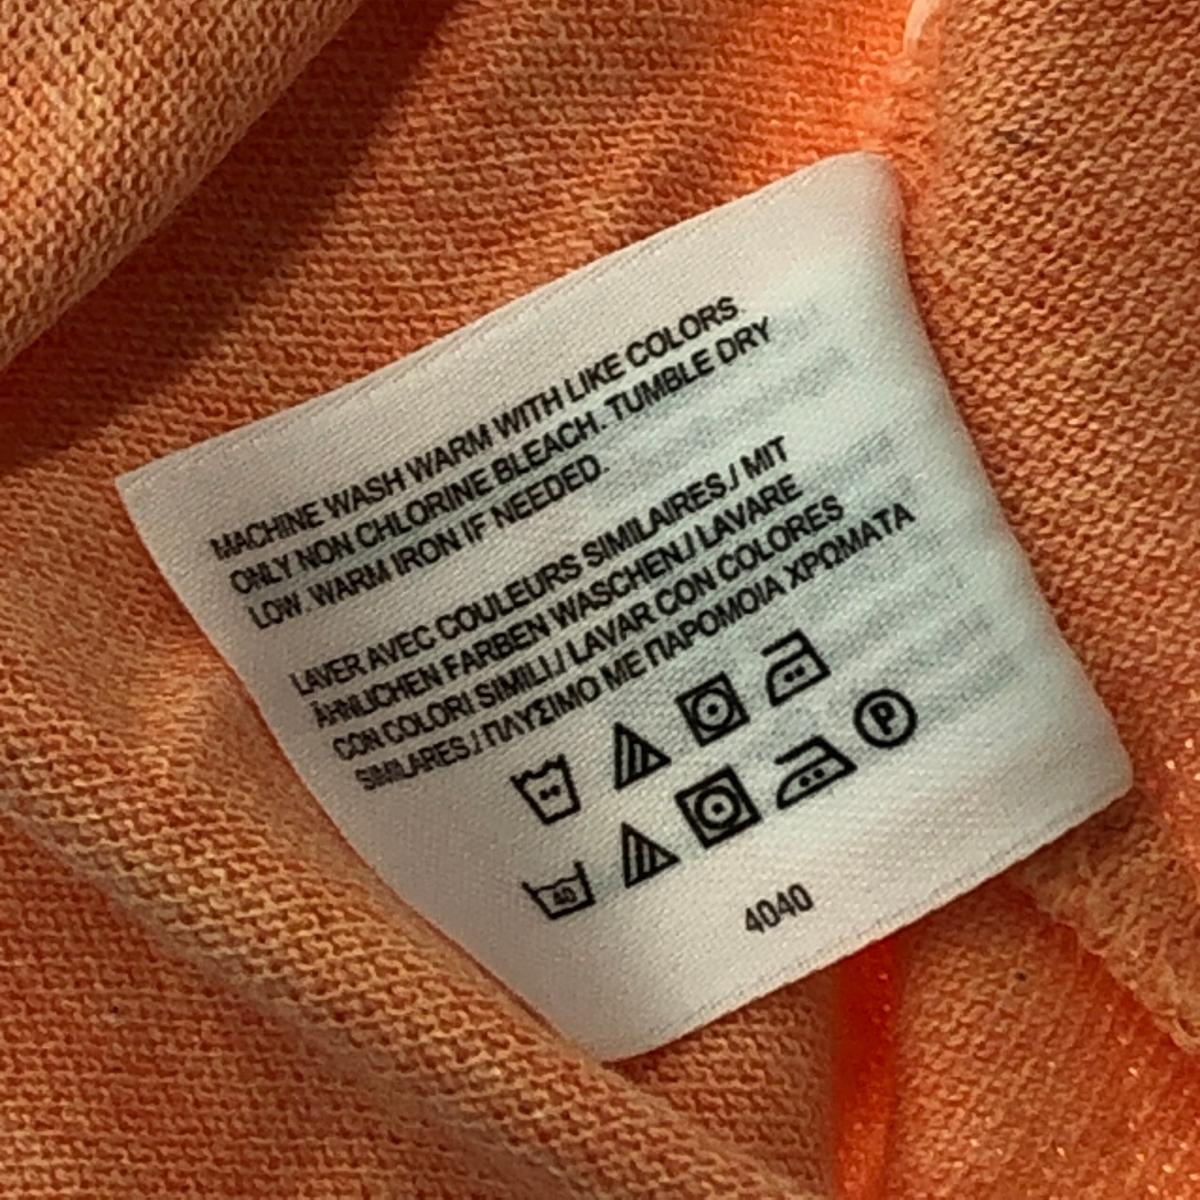 MACHINE WASH WARM WITH LIKE COLORS.
ONLY NON CHLORINE BLEACH. TUMBLE DRY
LOW. WARM IRON IF NEEDED.
LAVER AVEC COULEURS SIMILAIRES / MIT
ÄHNLICHEN FARBEN WASCHEN / LAVARE
CON COLORI SIMILI / LAVAR CON COLORES
SIMILARES / ΠΛΥΣΙΜΟ ΜΕ ΠΑΡΟΜΟΙΑ ΧΡΩΜΑΤΑ
P
40
4040